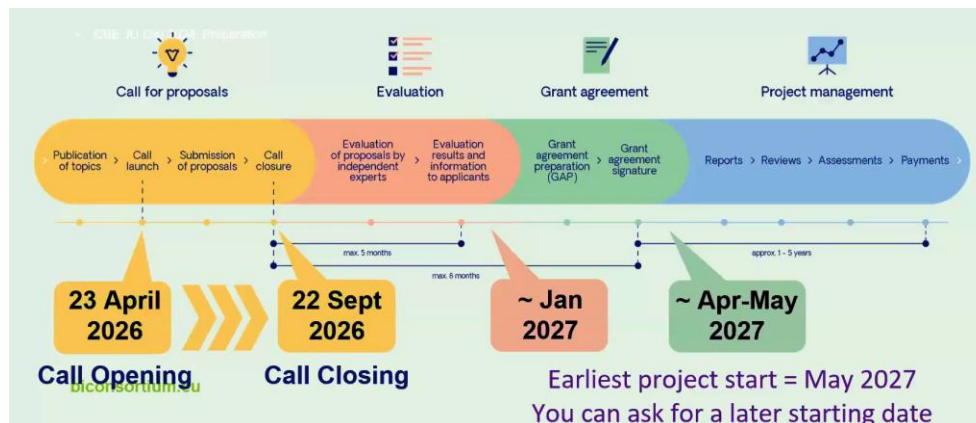 Call for proposals
Evaluation
Grant agreement
Project management
Publication
of topics
>
Call
launch
>
Submission
of proposals
>
Call
closure
Evaluation
of proposals by
independent
experts
>
Evaluation
results and
information
to applicants
Grant
agreement
preparation
(GAP)
>
Grant
agreement
signature
Reports > Reviews > Assessments > Payments >
max. 5 months
approx. 1 - 5 years
max. 8 months
23 April
2026
22 Sept
2026
~ Jan
2027
~ Apr-May
2027
Call Opening
Call Closing
biconsortium.eu
Earliest project start = May 2027
You can ask for a later starting date